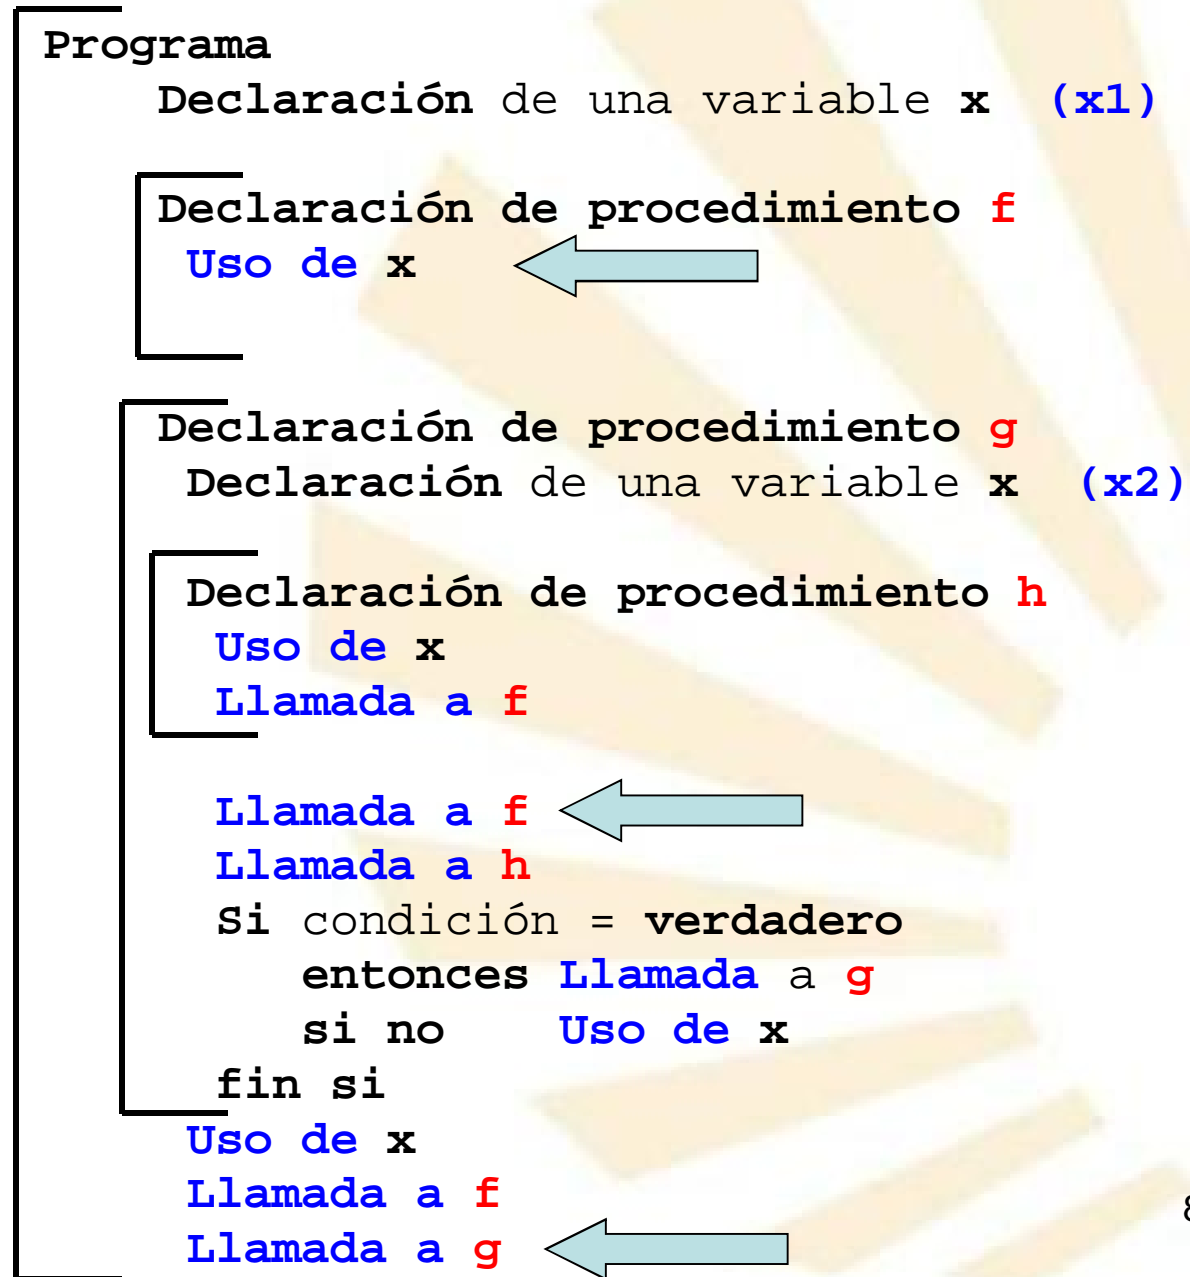 Programa
Declaración de una variable x (x1)
Declaración de procedimiento f
Uso de x
Declaración de procedimiento g
Declaración de una variable x (x2)
Declaración de procedimiento h
Uso de x
Llamada a f
Llamada a f
Llamada a h
Si condición = verdadero
entonces Llamada a g
si no Uso de x
fin si
Uso de x
Llamada a f
Llamada a g